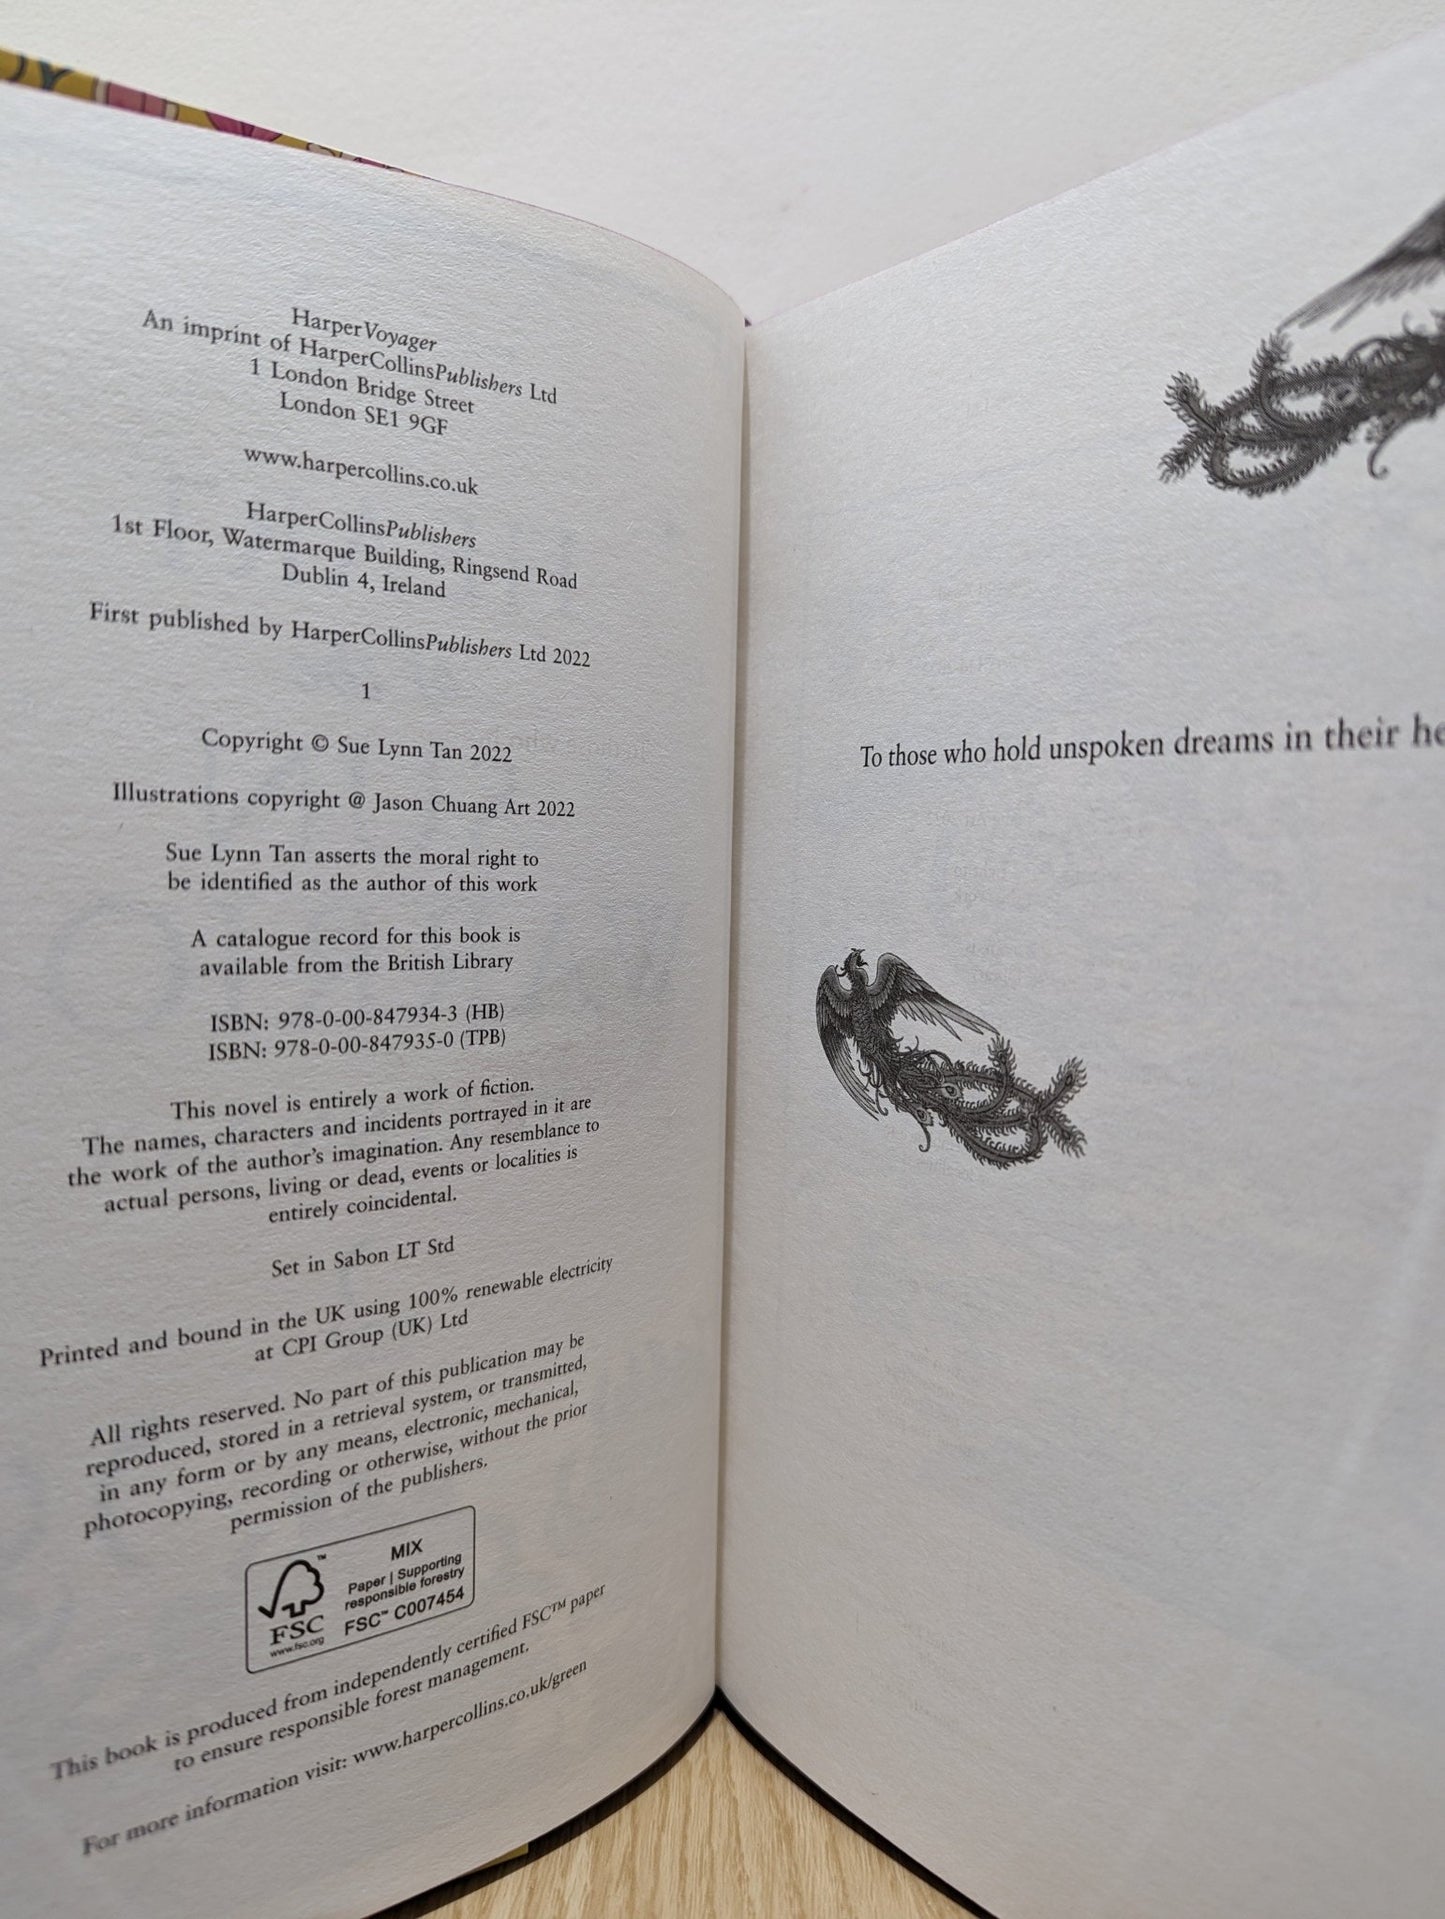 HarperVoyager
An imprint of HarperCollinsPublishers Ltd
1 London Bridge Street
London SE1 9GF
www.harpercollins.co.uk
HarperCollinsPublishers
1st Floor, Watermarque Building, Ringsend Road
Dublin 4, Ireland
First published by HarperCollinsPublishers Ltd 2022
1
Copyright © Sue Lynn Tan 2022
Illustrations copyright @ Jason Chuang Art 2022
Sue Lynn Tan asserts the moral right to
be identified as the author of this work
A catalogue record for this book is
available from the British Library
ISBN: 978-0-00-847934-3 (HB)
ISBN: 978-0-00-847935-0 (TPB)
This novel is entirely a work of fiction.
The names, characters and incidents portrayed in it are
the work of the author's imagination. Any resemblance to
actual persons, living or dead, events or localities is
entirely coincidental.
Set in Sabon LT Std
Printed and bound in the UK using 100% renewable electricity
at CPI Group (UK) Ltd
All rights reserved. No part of this publication may be
reproduced, stored in a retrieval system, or transmitted,
in any form or by any means, electronic, mechanical,
photocopying, recording or otherwise, without the prior
permission of the publishers.
MIX
Paper | Supporting
responsible forestry
FSC™ C007454
FSC
www.fsc.org
This book is produced from independently certified FSC™ paper
to ensure responsible forest management.
For more information visit: www.harpercollins.co.uk/green
To those who hold unspoken dreams in their